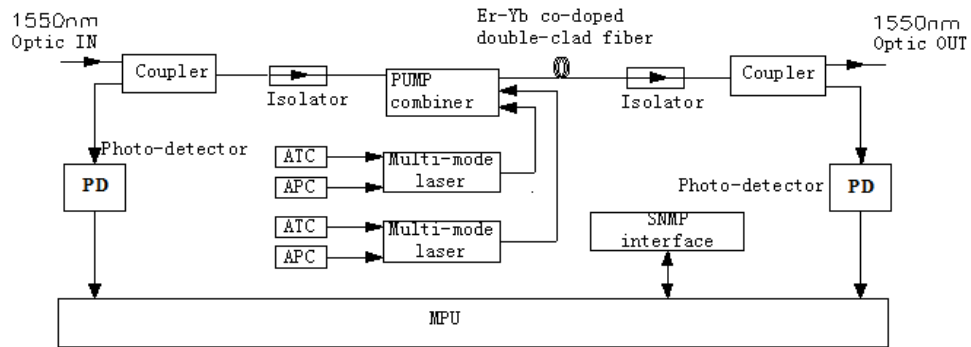 1550nm
Optic IN
Er-Yb co-doped
double-clad fiber
1550nm
Optic OUT
Coupler
Isolator
PUMP
combiner
Isolator
Coupler
Photo-detector
PD
ATC
APC
Multi-mode
laser
ATC
APC
Multi-mode
laser
SNMP
interface
Photo-detector
PD
MPU